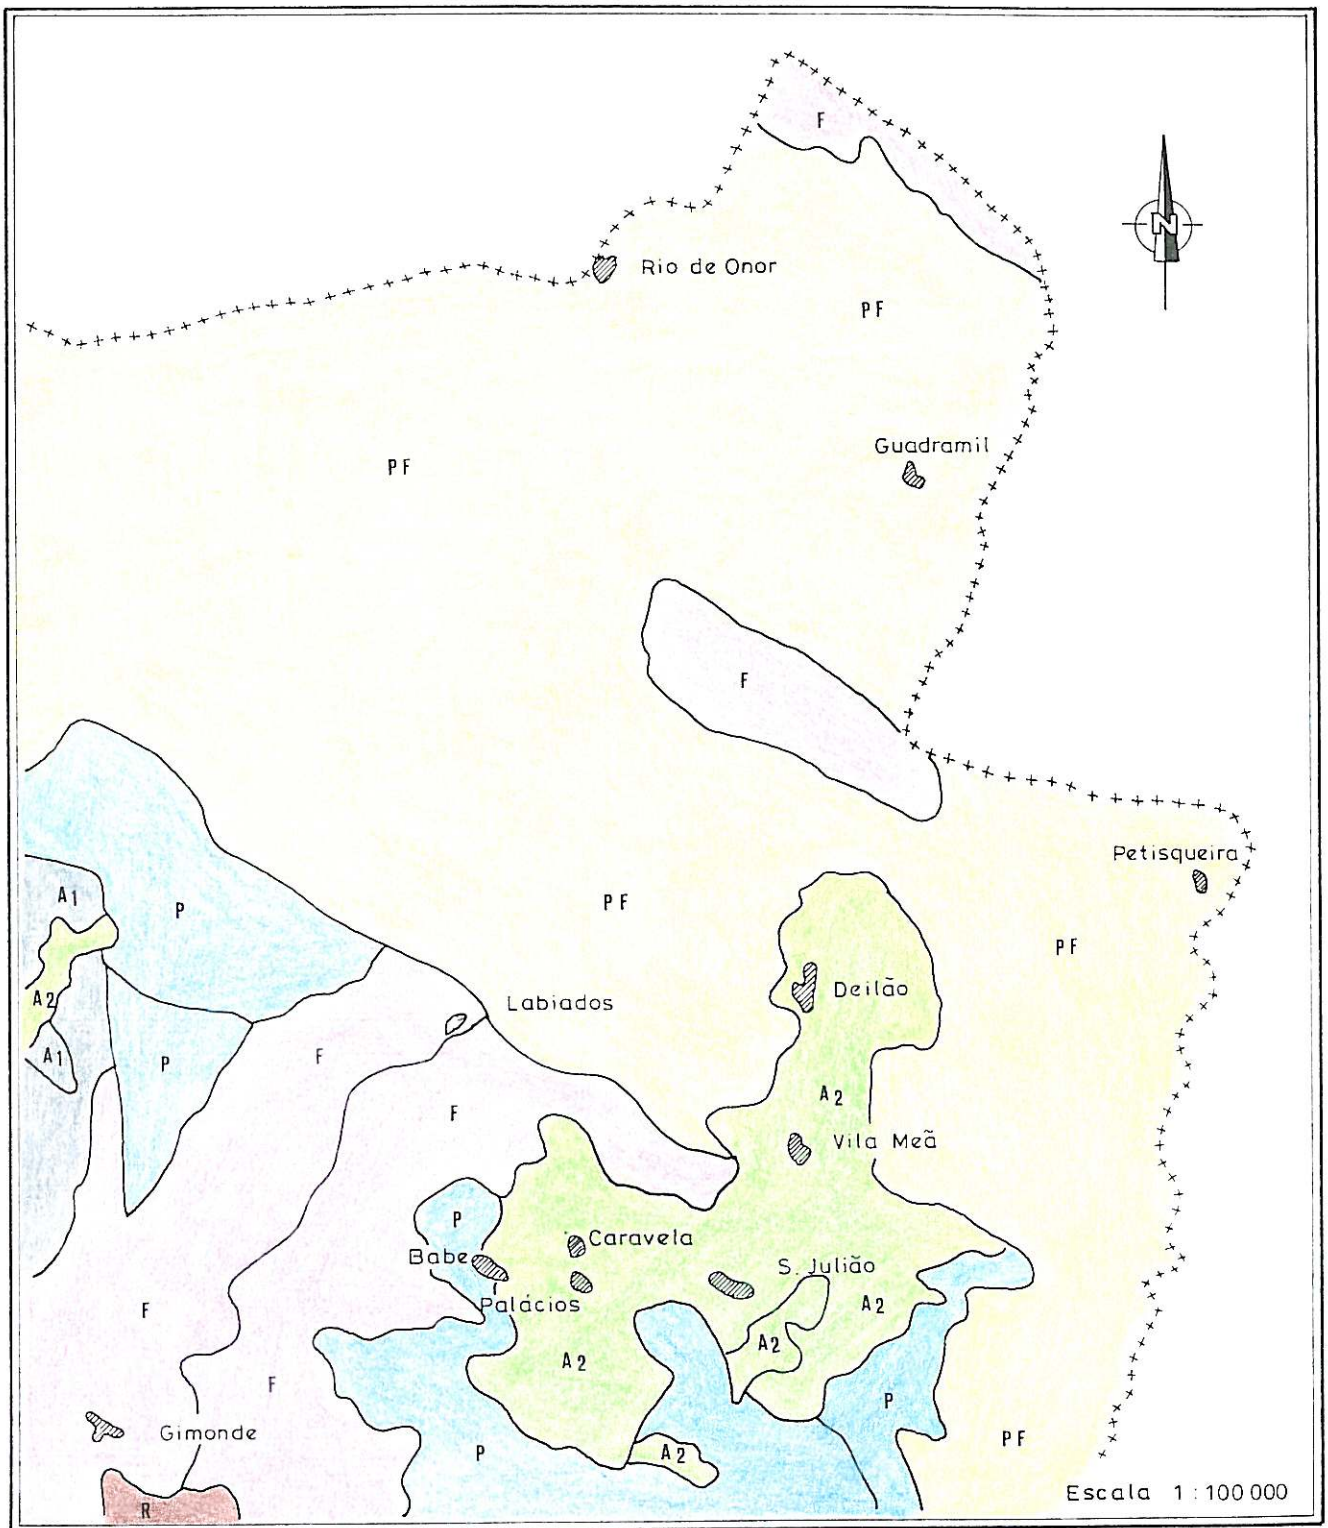 F
N
Rio de Onor
PF
Guadramil
PF
F
Petisqueira
A1
P
PF
PF
A2
Deilão
Labiados
A1
P
F
A2
F
Vila Meã
P
Caravela
Babe
S. Julião
Palácios
F
A2
A2
A2
F
P
Gimonde
P
A2
PF
R
Escala 1:100 000